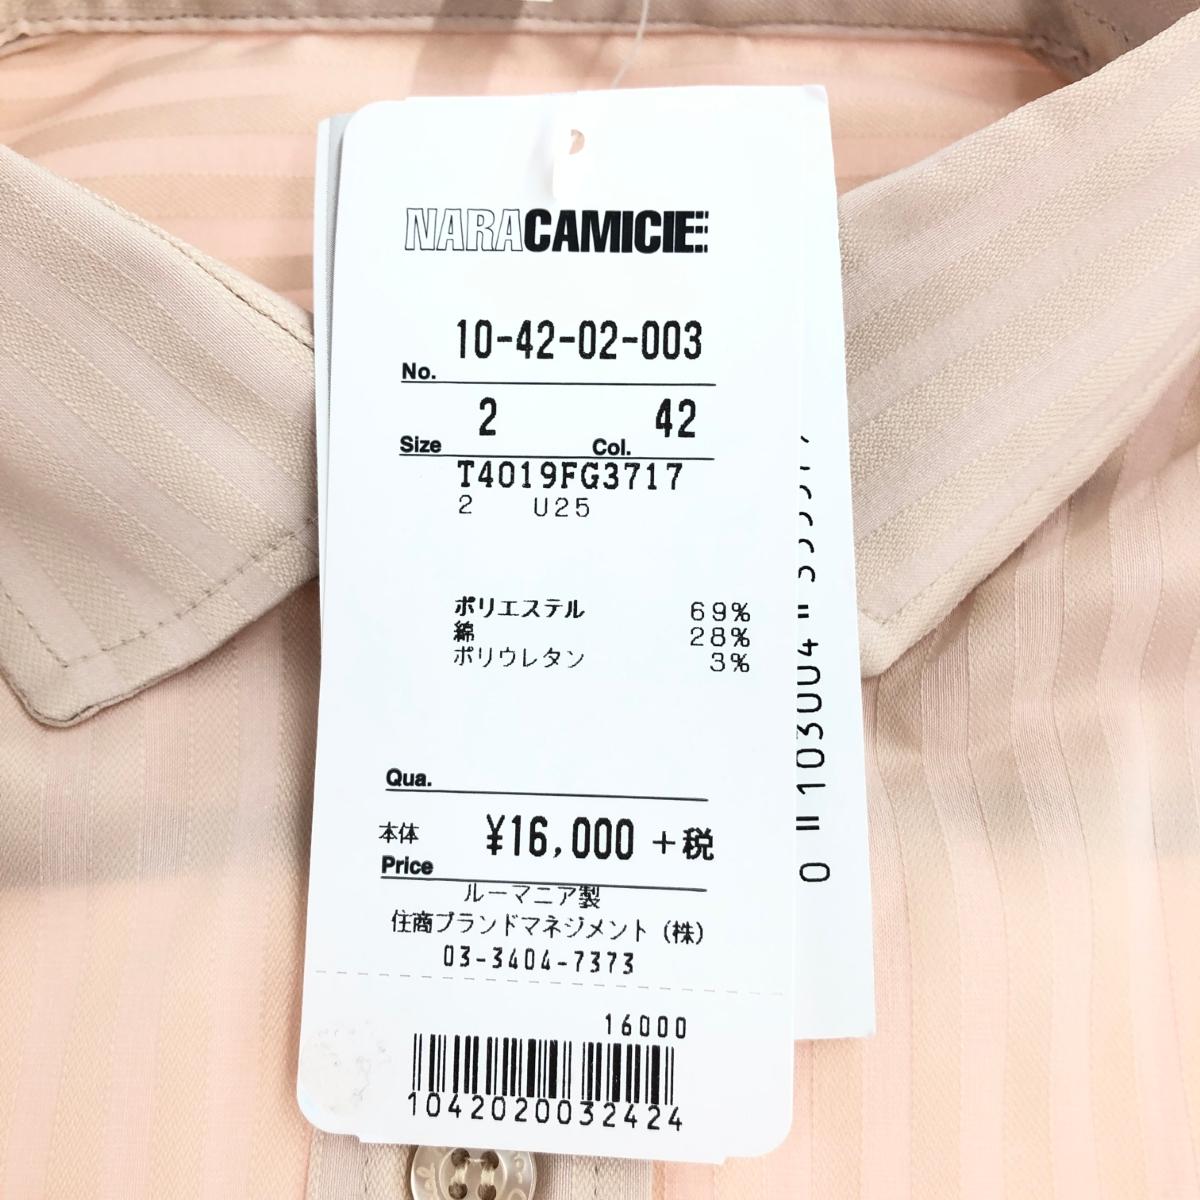 NARACAMICIE
10-42-02-003
No.
2 42
Size Col.
T4019FG3717
2 U25
ポリエステル 69%
綿 28%
ポリウレタン 3%
Qua.
本体 ¥16,000 +税
Price
ルーマニア製
住商ブランドマネジメント(株)
03-3404-7373
16000
1042020032424